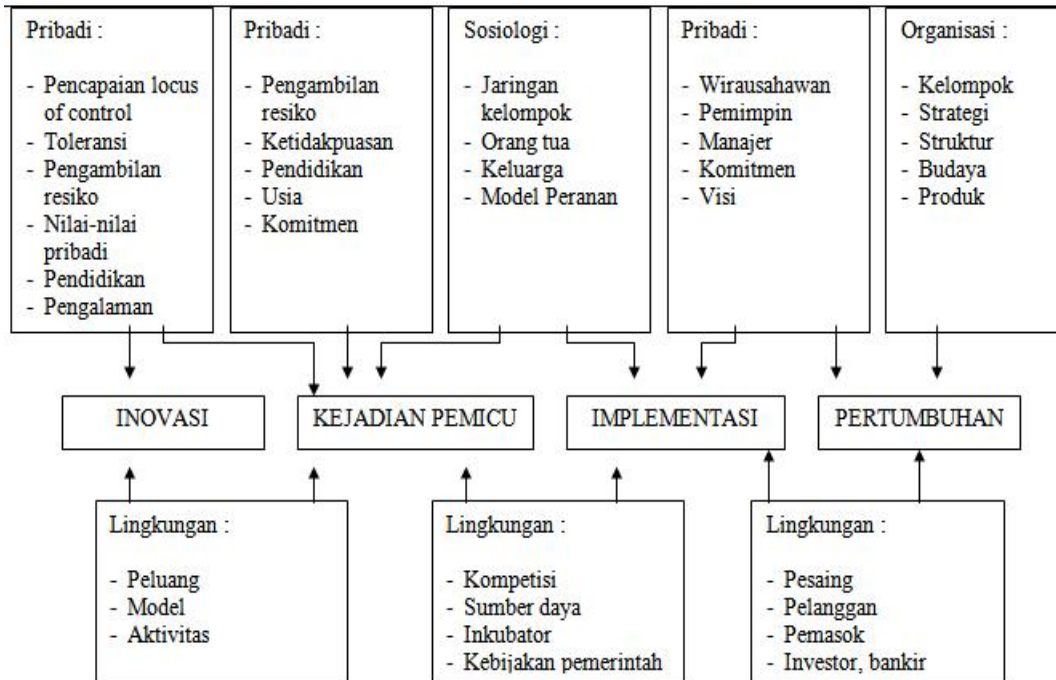 Pribadi :
- Pencapaian locus
of control
- Toleransi
- Pengambilan
resiko
- Nilai-nilai
pribadi
- Pendidikan
- Pengalaman
Pribadi :
- Pengambilan
resiko
- Ketidakpuasan
- Pendidikan
- Usia
- Komitmen
Sosiologi :
- Jaringan
kelompok
- Orang tua
- Keluarga
- Model Peranan
Pribadi :
- Wirausahawan
- Pemimpin
- Manajer
- Komitmen
- Visi
Organisasi :
- Kelompok
- Strategi
- Struktur
- Budaya
- Produk
INOVASI
KEJADIAN PEMICU
IMPLEMENTASI
PERTUMBUHAN
Lingkungan :
- Peluang
- Model
- Aktivitas
Lingkungan :
- Kompetisi
- Sumber daya
- Inkubator
- Kebijakan pemerintah
Lingkungan :
- Pesaing
- Pelanggan
- Pemasok
- Investor, bankir